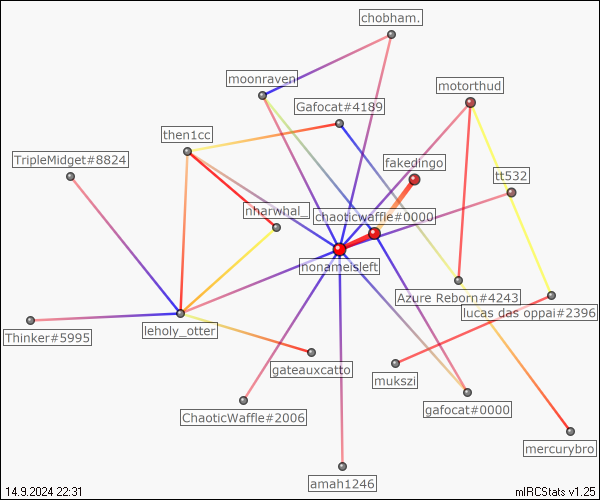 chobham.
moonraven
motorthud
Gafocat#4189
then1cc
TripleMidget#8824
fakedingo
tt532
nharwhal_
chaoticwaffle#0000
nonameisleft
Azure Reborn#4243
lucas das oppai#2396
Thinker#5995
leholy_otter
gateauxcatto
mukszi
ChaoticWaffle#2006
gafocat#0000
mercurybro
amah1246
14.9.2024 22:31
mIRCStats v1.25